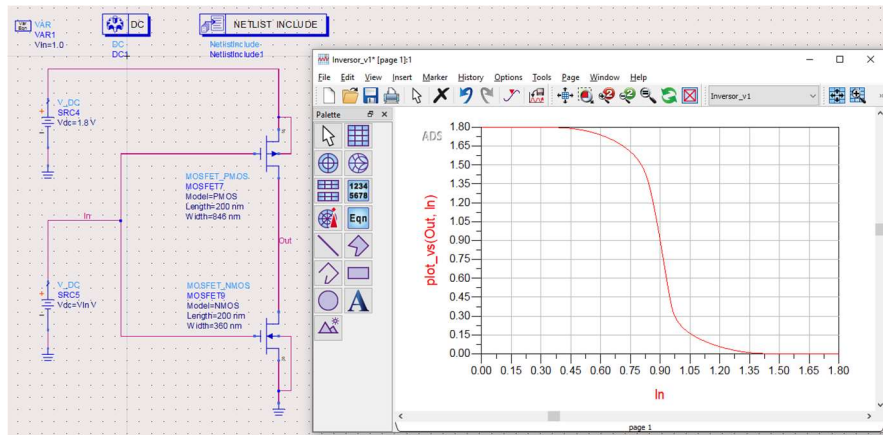 VAR
VAR1
Vin=1.0
DC
DC
DC1
NETLIST INCLUDE
NetlistInclude
NetlistInclude1
V_DC
SRC4
Vdc=1.8 V
MOSFET_PMOS
MOSFET7
Model=PMOS
Length=200 nm
Width=846 nm
In
Out
V_DC
SRC5
Vdc=Vin V
MOSFET_NMOS
MOSFET9
Model=NMOS
Length=200 nm
Width=360 nm
Inversor_v1* [page 1]:1
File Edit View Insert Marker History Options Tools Page Window Help
Inversor_v1
Palette
1234
5678
Eqn
A
ADS
plot_vs(Out, In)
1.80
1.65
1.50
1.35
1.20
1.05
0.90
0.75
0.60
0.45
0.30
0.15
0.00
0.00 0.15 0.30 0.45 0.60 0.75 0.90 1.05 1.20 1.35 1.50 1.65 1.80
In
page 1